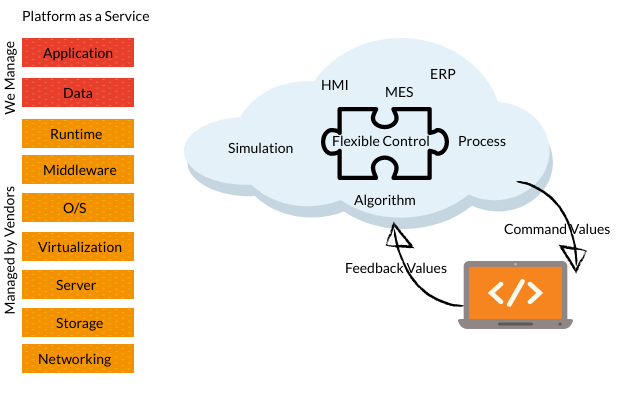 Platform as a Service
We Manage
Application
Data
Managed by Vendors
Runtime
Middleware
O/S
Virtualization
Server
Storage
Networking
HMI
ERP
MES
Simulation
Flexible Control
Process
Algorithm
Command Values
Feedback Values
</>